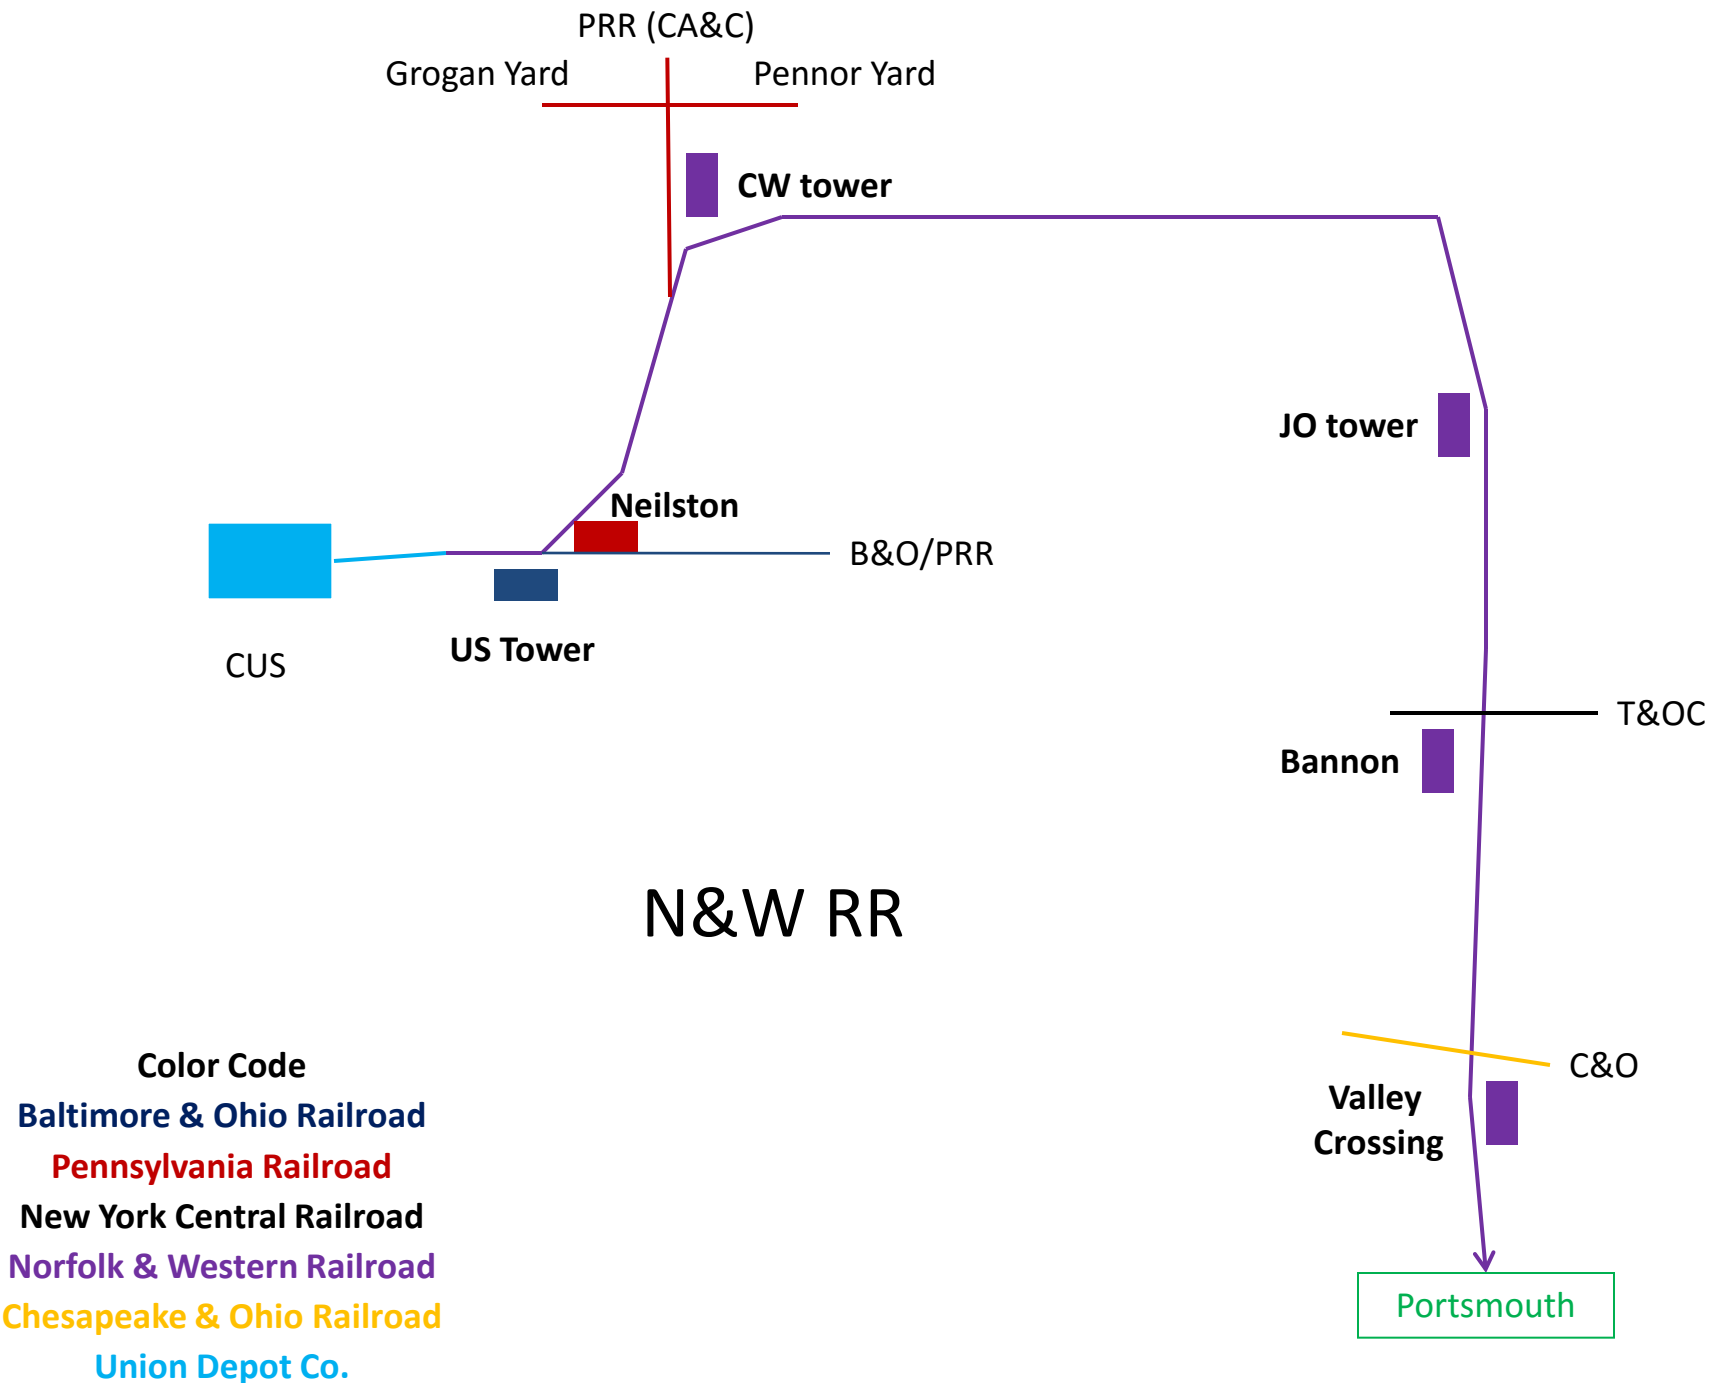 PRR (CA&C)
Grogan Yard
Pennor Yard
CW tower
JO tower
Neilston
B&O/PRR
US Tower
CUS
T&OC
Bannon
N&W RR
C&O
Valley
Crossing
Portsmouth
Color Code
Baltimore & Ohio Railroad
Pennsylvania Railroad
New York Central Railroad
Norfolk & Western Railroad
Chesapeake & Ohio Railroad
Union Depot Co.